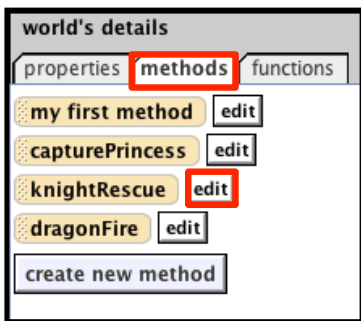 world's details
properties methods functions
my first method edit
capturePrincess edit
knightRescue edit
dragonFire edit
create new method